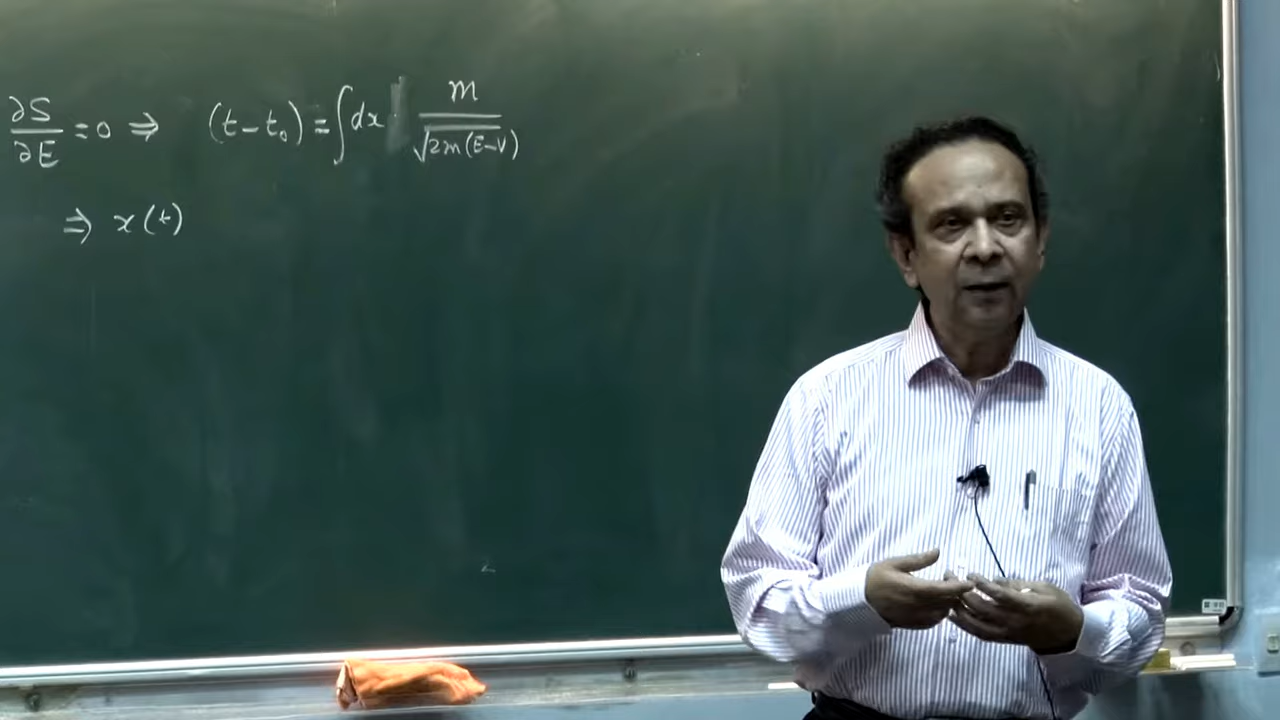 ∂S/∂E = 0 ⇒ (t - t₀) = ∫dx m/√2m(E-V)
⇒ x(t)